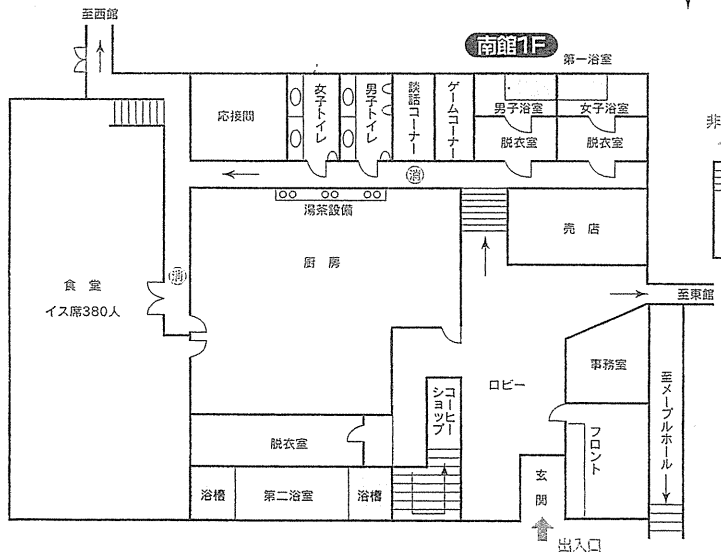 至西館
南館1F
第一浴室
応接間
女子トイレ
男子トイレ
談話コーナー
ゲームコーナー
男子浴室
女子浴室
脱衣室
脱衣室
非
消
湯茶設備
売店
厨房
消
食堂
イス席380人
至東館
事務室
ロビー
コーヒーショップ
至メープルホール
フロント
脱衣室
浴槽
第二浴室
浴槽
玄関
出入口